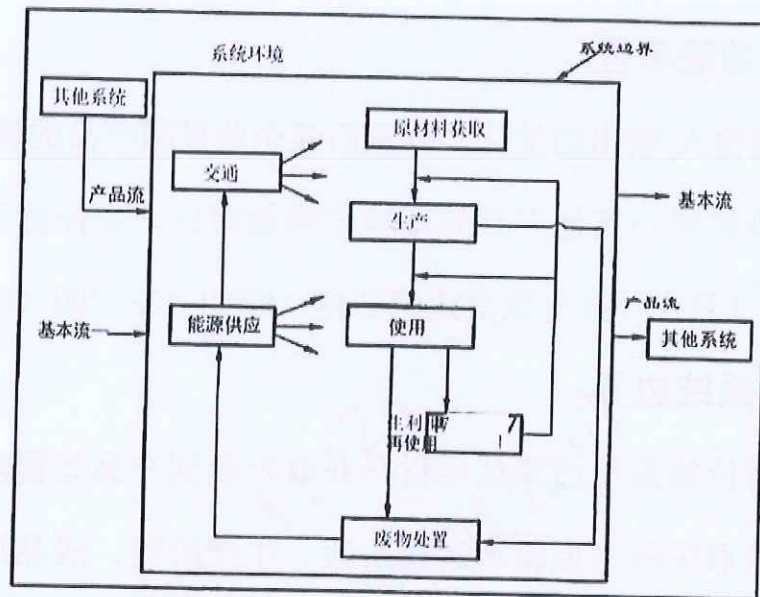 系统环境
系统边界
其他系统
原材料获取
交通
产品流
基本流
生产
产品流
能源供应
使用
基本流
其他系统
生利
再使用
废物处置